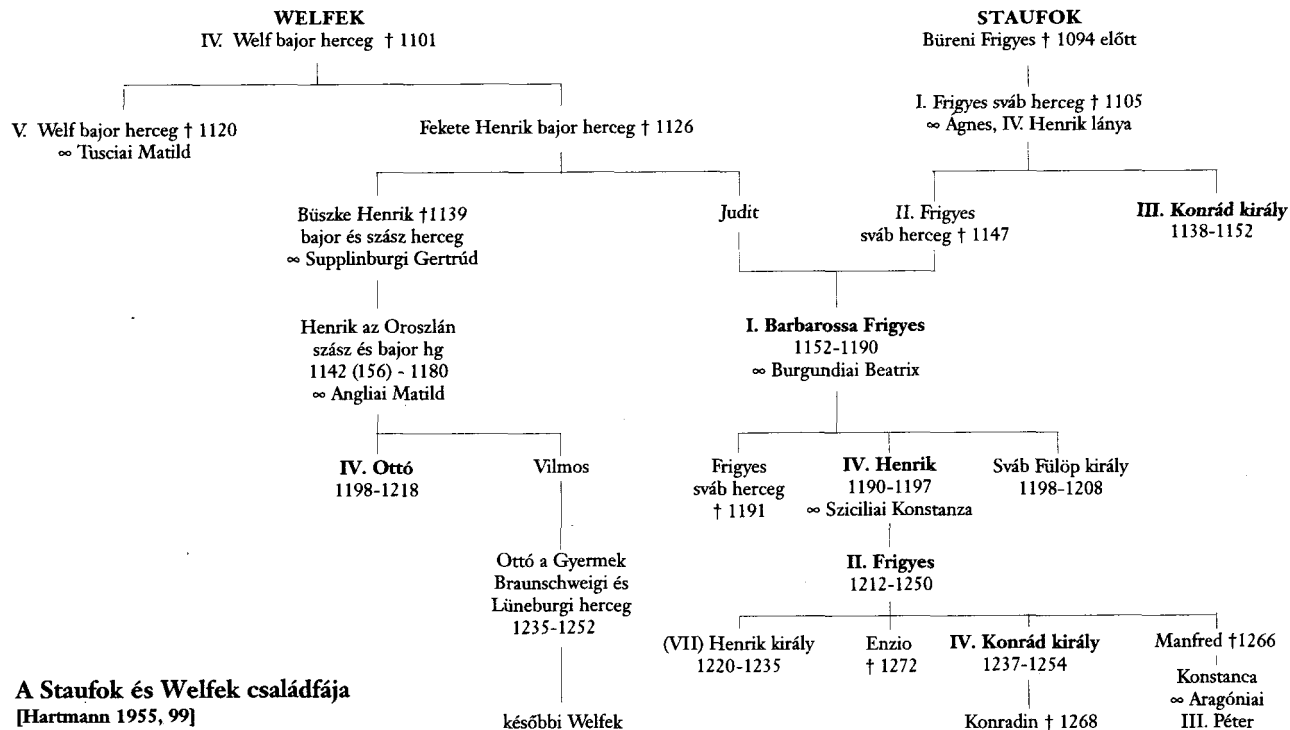 WELFEK
IV. Welf bajor herceg † 1101
STAUFOK
Büreni Frigyes † 1094 előtt
V. Welf bajor herceg † 1120
∞ Tusciai Matild
Fekete Henrik bajor herceg † 1126
I. Frigyes sváb herceg † 1105
∞ Ágnes, IV. Henrik lánya
Büszke Henrik †1139
bajor és szász herceg
∞ Supplinburgi Gertrúd
Judit
II. Frigyes
sváb herceg † 1147
III. Konrád király
1138-1152
Henrik az Oroszlán
szász és bajor hg
1142 (156) - 1180
∞ Angliai Matild
I. Barbarossa Frigyes
1152-1190
∞ Burgundiai Beatrix
IV. Ottó
1198-1218
Vilmos
Frigyes
sváb herceg
† 1191
IV. Henrik
1190-1197
∞ Sziciliai Konstanza
Sváb Fülöp király
1198-1208
Ottó a Gyermek
Braunschweigi és
Lüneburgi herceg
1235-1252
II. Frigyes
1212-1250
(VII) Henrik király
1220-1235
Enzio
† 1272
IV. Konrád király
1237-1254
Manfred †1266
Konstanca
∞ Aragóniai
III. Péter
későbbi Welfek
Konradin † 1268
A Staufok és Welfek családfája
[Hartmann 1955, 99]